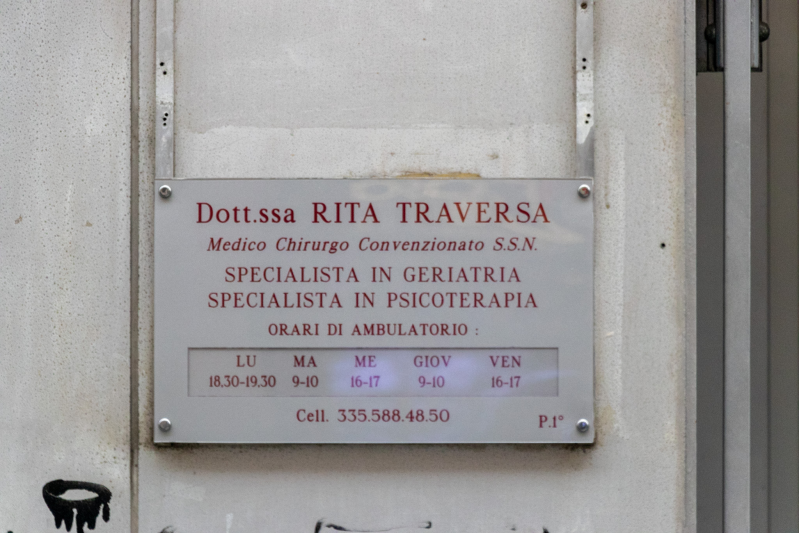 Dott.ssa RITA TRAVERSA
Medico Chirurgo Convenzionato S.S.N.
SPECIALISTA IN GERIATRIA
SPECIALISTA IN PSICOTERAPIA
ORARI DI AMBULATORIO :
LU MA ME GIOV VEN
18.30-19.30 9-10 16-17 9-10 16-17
Cell. 335.588.48.50
P.1°